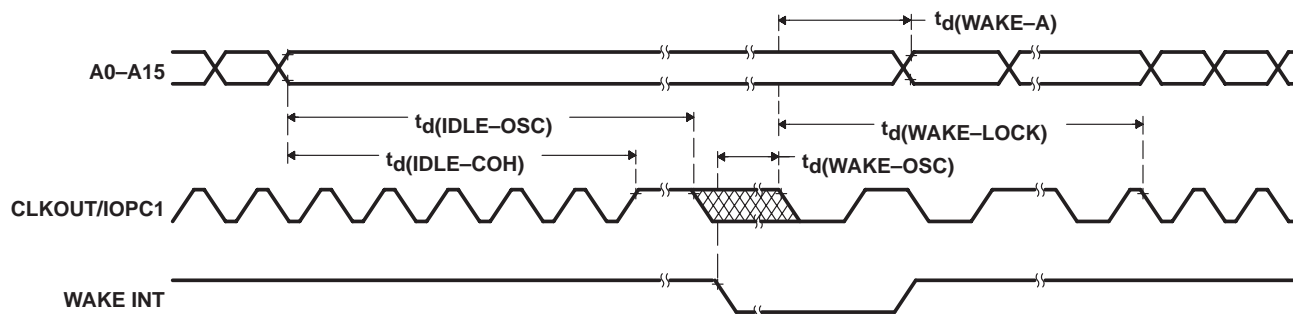 td(WAKE–A)
A0–A15
td(IDLE–OSC)
td(WAKE–LOCK)
td(IDLE–COH)
td(WAKE–OSC)
CLKOUT/IOPC1
WAKE INT